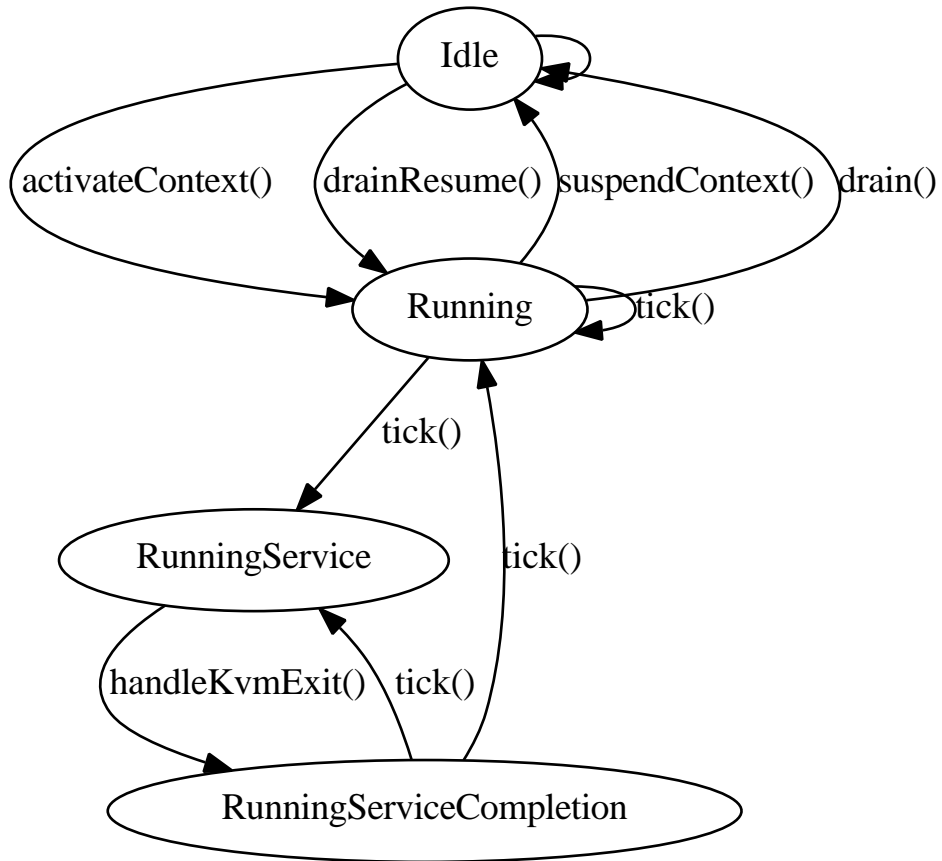 Idle
activateContext()
drainResume()
suspendContext()
drain()
Running
tick()
tick()
RunningService
tick()
handleKvmExit()
tick()
RunningServiceCompletion